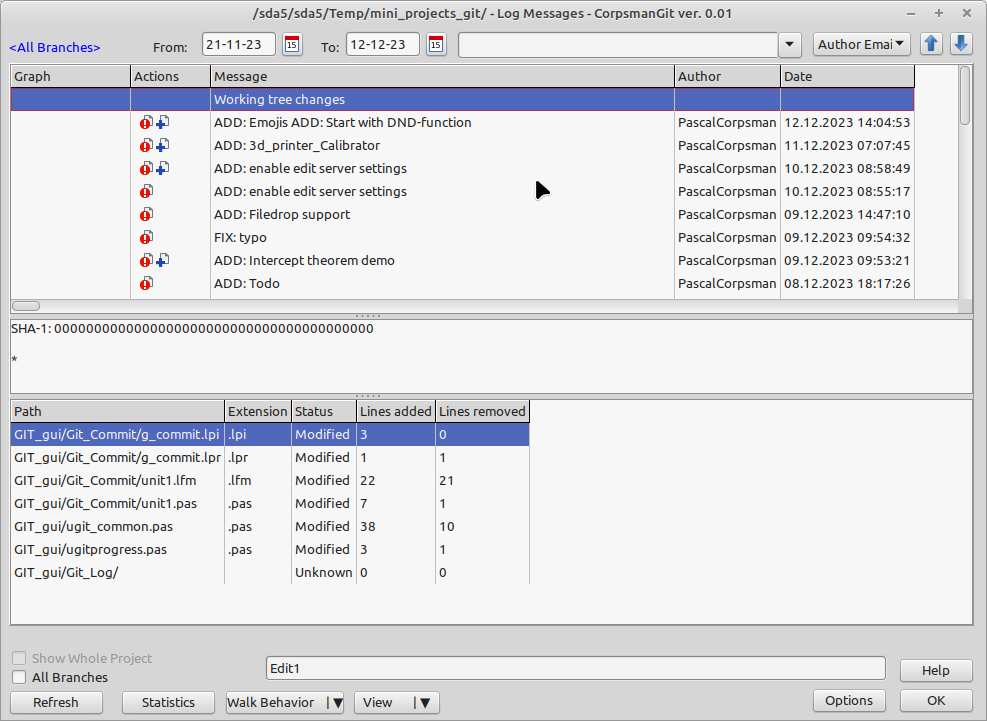 /sda5/sda5/Temp/mini_projects_git/ - Log Messages - CorpsmanGit ver. 0.01
<All Branches> From: 21-11-23 15 To: 12-12-23 15 Author Emai
Graph Actions Message Author Date
Working tree changes
ADD: Emojis ADD: Start with DND-function PascalCorpsman 12.12.2023 14:04:53
ADD: 3d_printer_Calibrator PascalCorpsman 11.12.2023 07:07:45
ADD: enable edit server settings PascalCorpsman 10.12.2023 08:58:49
ADD: enable edit server settings PascalCorpsman 10.12.2023 08:55:17
ADD: Filedrop support PascalCorpsman 09.12.2023 14:47:10
FIX: typo PascalCorpsman 09.12.2023 09:54:32
ADD: Intercept theorem demo PascalCorpsman 09.12.2023 09:53:21
ADD: Todo PascalCorpsman 08.12.2023 18:17:26
SHA-1: 0000000000000000000000000000000000000000
*
Path Extension Status Lines added Lines removed
GIT_gui/Git_Commit/g_commit.lpi .lpi Modified 3 0
GIT_gui/Git_Commit/g_commit.lpr .lpr Modified 1 1
GIT_gui/Git_Commit/unit1.lfm .lfm Modified 22 21
GIT_gui/Git_Commit/unit1.pas .pas Modified 7 1
GIT_gui/ugit_common.pas .pas Modified 38 10
GIT_gui/ugitprogress.pas .pas Modified 3 1
GIT_gui/Git_Log/ Unknown 0 0
Show Whole Project
All Branches
Edit1
Help
Refresh Statistics Walk Behavior |▼ View |▼ Options OK